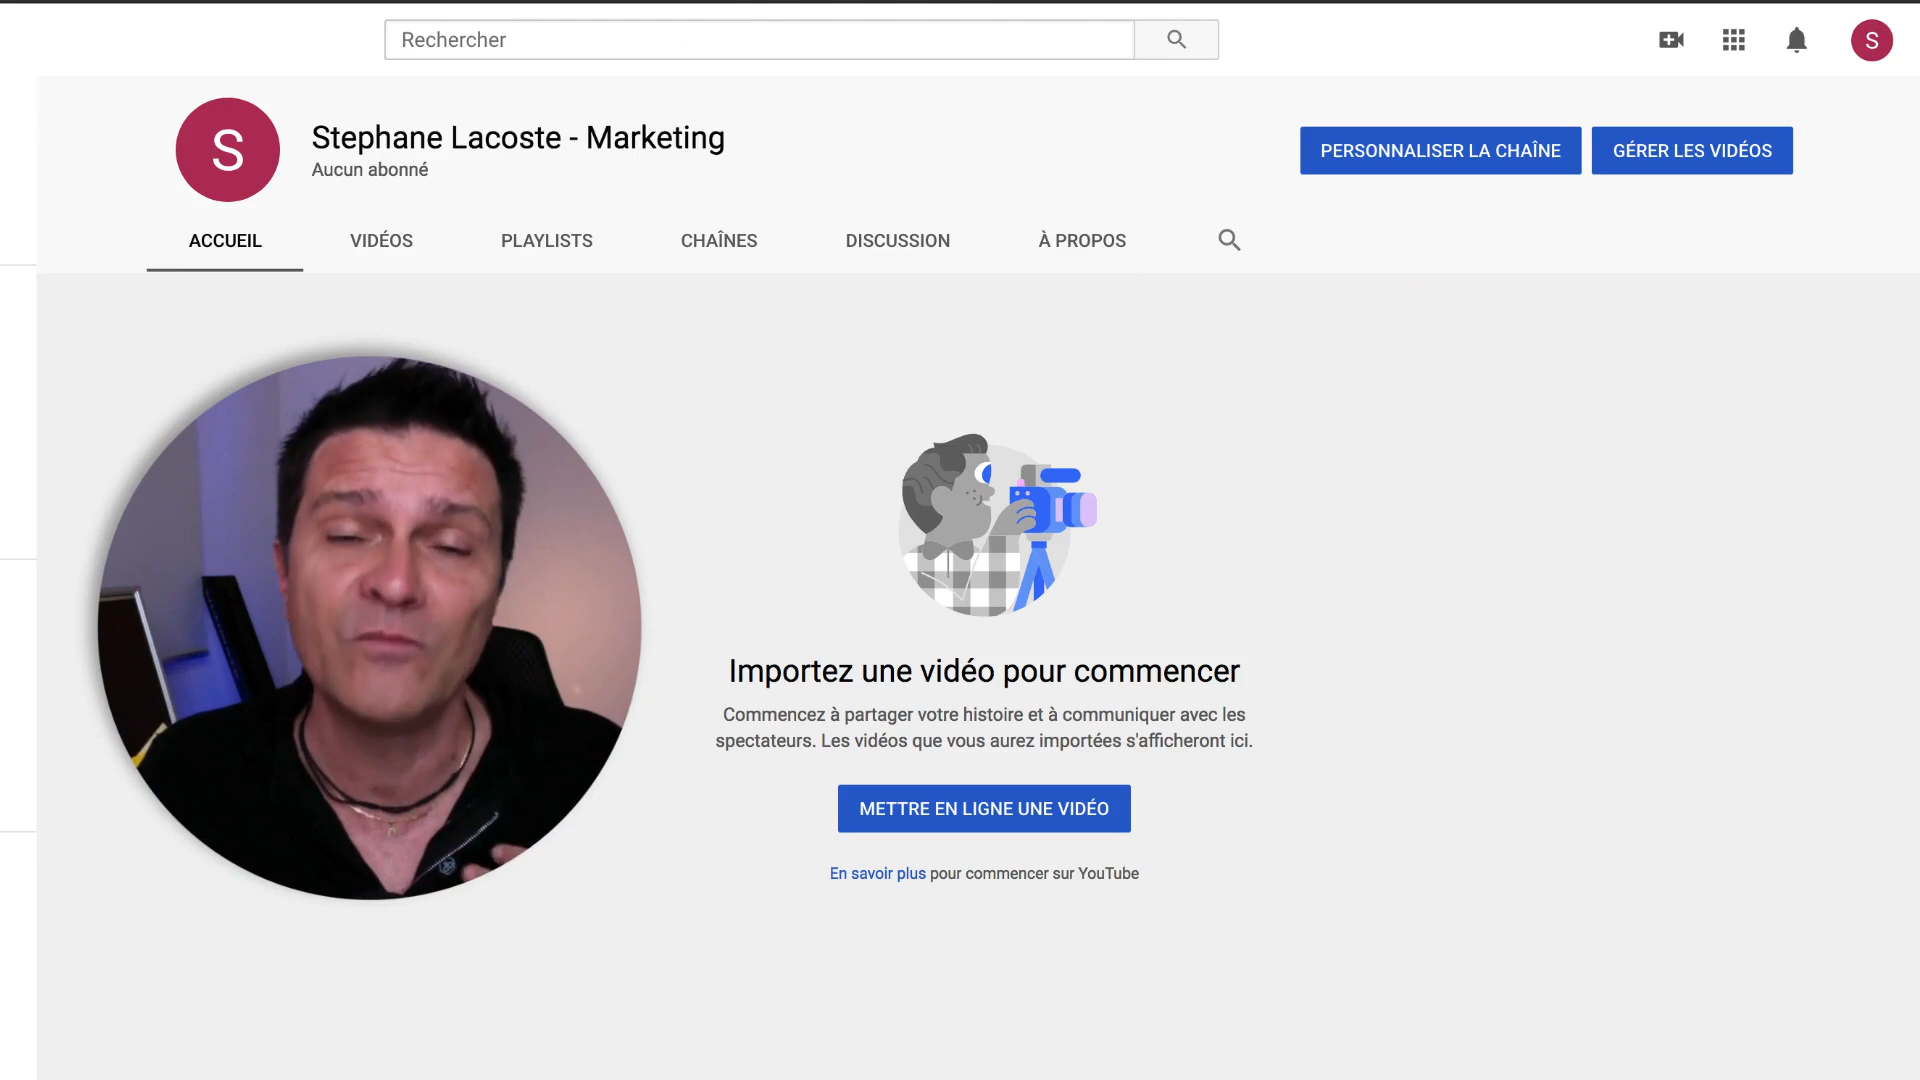 Rechercher
S
S
Stephane Lacoste - Marketing
Aucun abonné
PERSONNALISER LA CHAÎNE
GÉRER LES VIDÉOS
ACCUEIL
VIDÉOS
PLAYLISTS
CHAÎNES
DISCUSSION
À PROPOS
Importez une vidéo pour commencer
Commencez à partager votre histoire et à communiquer avec les
spectateurs. Les vidéos que vous aurez importées s'afficheront ici.
METTRE EN LIGNE UNE VIDÉO
En savoir plus pour commencer sur YouTube